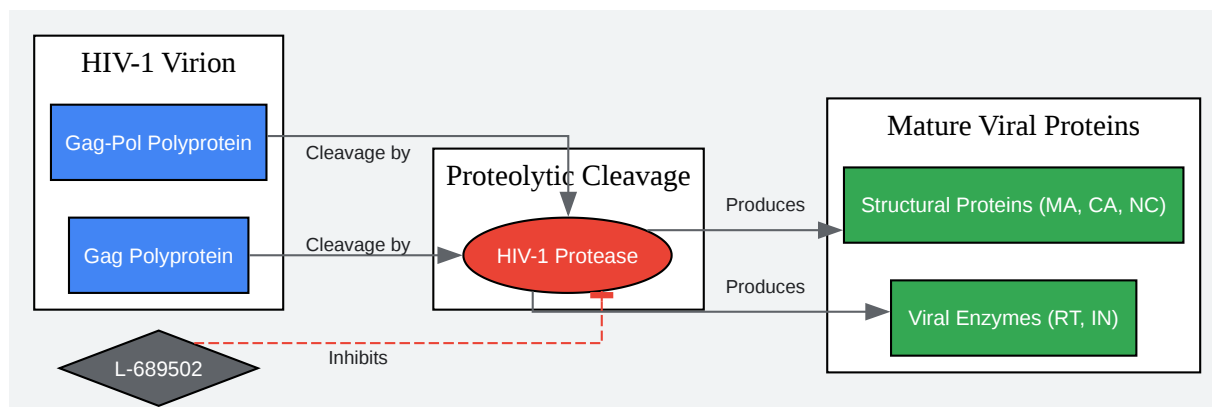 HIV-1 Virion
Gag-Pol Polyprotein
Cleavage by
Gag Polyprotein
Cleavage by
Proteolytic Cleavage
HIV-1 Protease
Produces
Produces
Mature Viral Proteins
Structural Proteins (MA, CA, NC)
Viral Enzymes (RT, IN)
L-689502
Inhibits